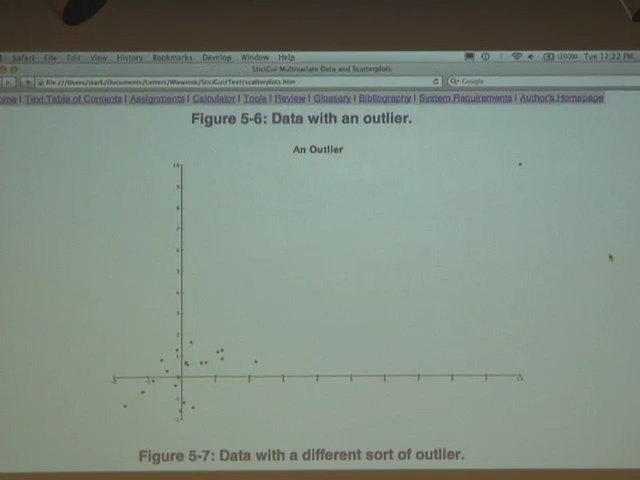 Safari File Edit View History Bookmarks Develop Window Help (100%) Tue 12:32 PM
SticiGui Multivariate Data and Scatterplots
Google
Text Table of Contents | Assignments | Calculator | Tools | Review | Glossary | Bibliography | System Requirements | Author's Homepage
Figure 5-6: Data with an outlier.
An Outlier
Figure 5-7: Data with a different sort of outlier.